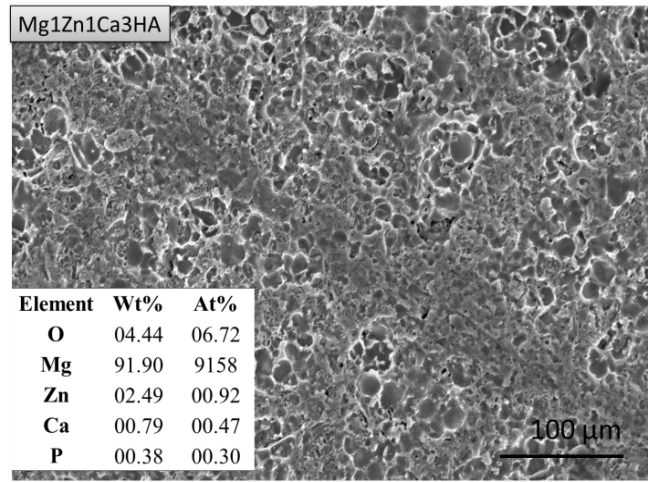 Mg1Zn1Ca3HA
Element Wt% At%
O 04.44 06.72
Mg 91.90 9158
Zn 02.49 00.92
Ca 00.79 00.47
P 00.38 00.30
100 μm